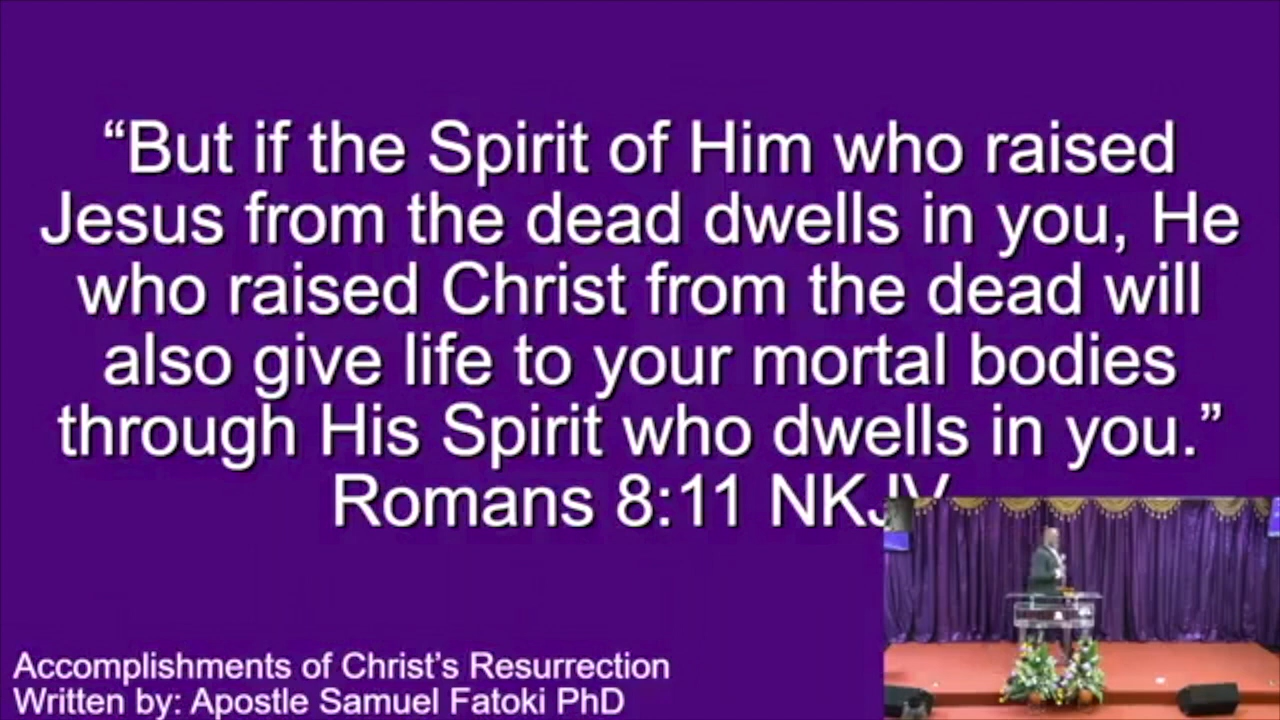 “But if the Spirit of Him who raised
Jesus from the dead dwells in you, He
who raised Christ from the dead will
also give life to your mortal bodies
through His Spirit who dwells in you.”
Romans 8:11 NKJV
Accomplishments of Christ’s Resurrection
Written by: Apostle Samuel Fatoki PhD